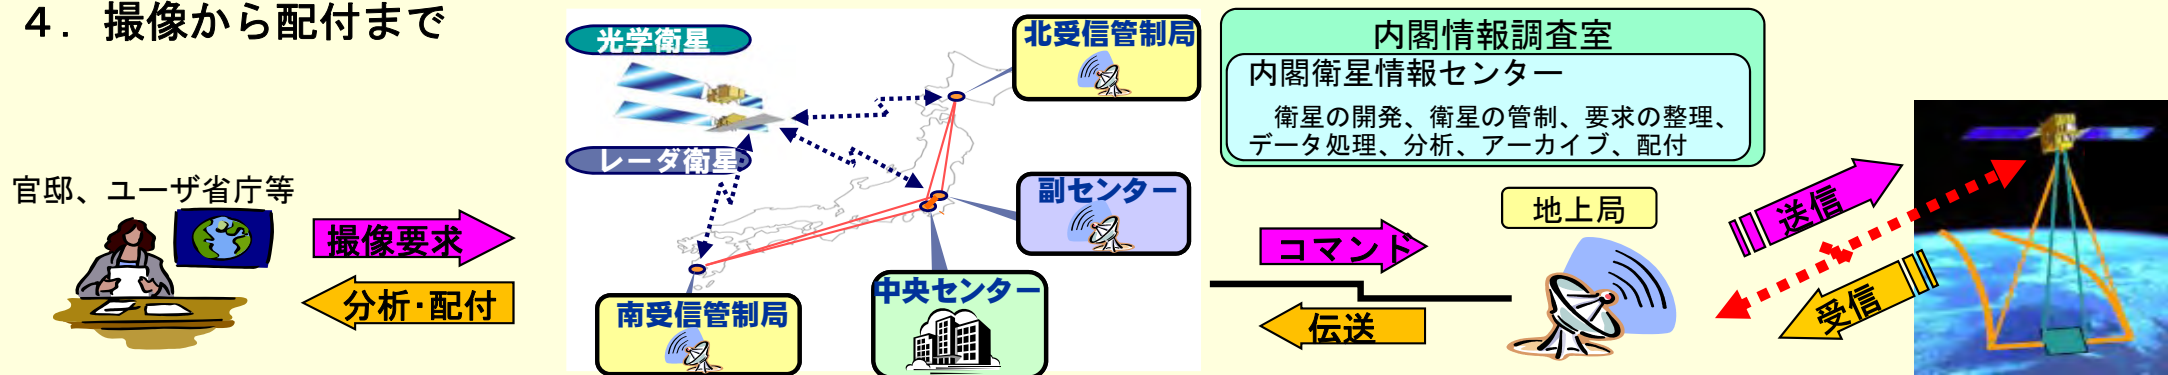 4. 撮像から配付まで
官邸、ユーザ省庁等
撮像要求
分析･配付
光学衛星
レーダ衛星
北受信管制局
副センター
中央センター
南受信管制局
内閣情報調査室
内閣衛星情報センター
衛星の開発、衛星の管制、要求の整理、
データ処理、分析、アーカイブ、配付
地上局
コマンド
伝送
送信
受信